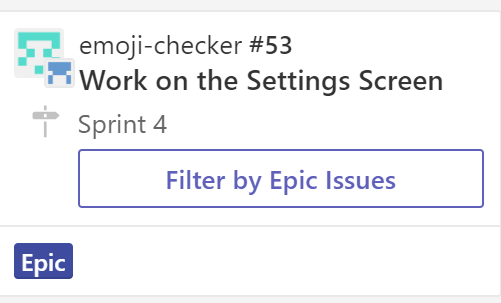 emoji-checker #53
Work on the Settings Screen
Sprint 4
Filter by Epic Issues
Epic